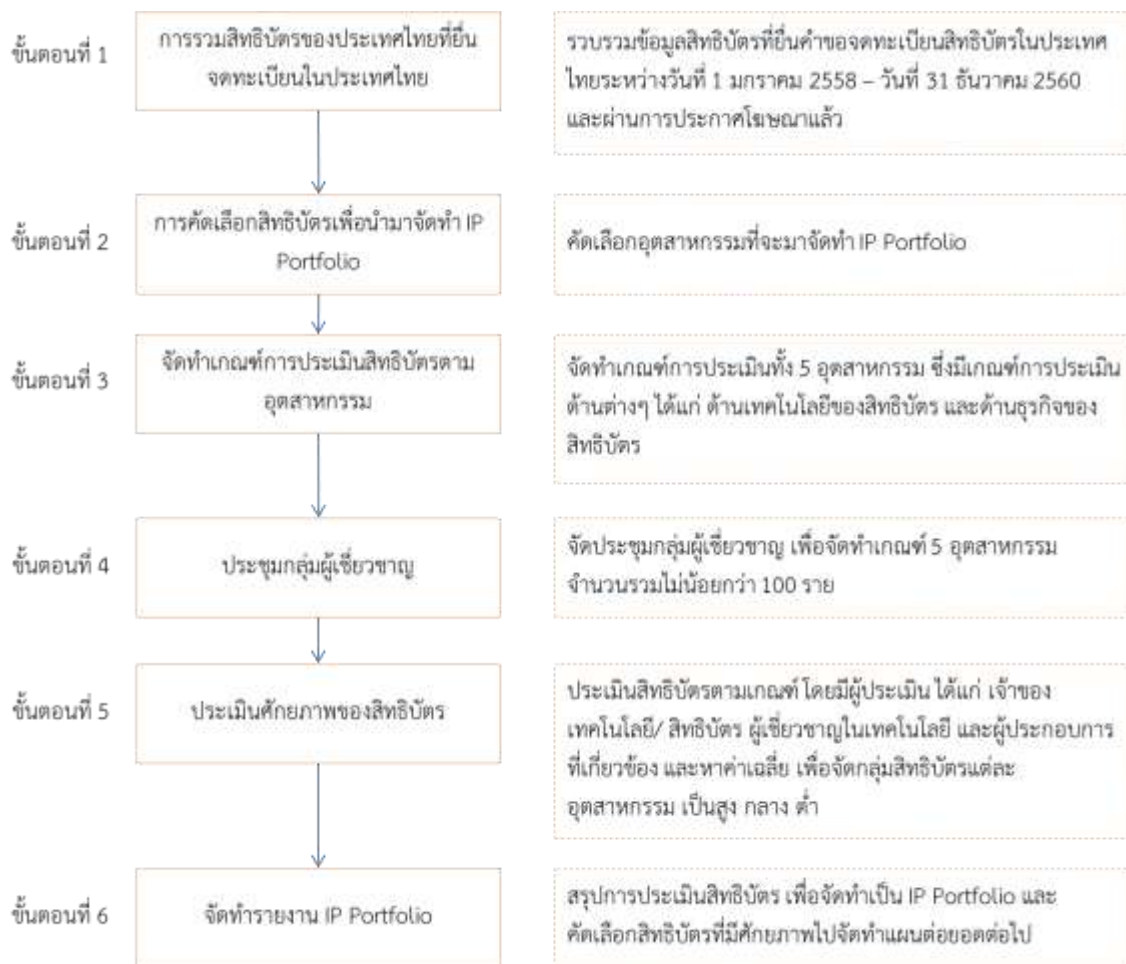 ขั้นตอนที่ 1
การรวมสิทธิบัตรของประเทศไทยที่ยื่น
จดทะเบียนในประเทศไทย
รวบรวมข้อมูลสิทธิบัตรที่ยื่นคำขอจดทะเบียนสิทธิบัตรในประเทศ
ไทยระหว่างวันที่ 1 มกราคม 2558 – วันที่ 31 ธันวาคม 2560
และผ่านการประกาศโฆษณาแล้ว
ขั้นตอนที่ 2
การคัดเลือกสิทธิบัตรเพื่อนำมาจัดทำ IP
Portfolio
คัดเลือกอุตสาหกรรมที่จะมาจัดทำ IP Portfolio
ขั้นตอนที่ 3
จัดทำเกณฑ์การประเมินสิทธิบัตรตาม
อุตสาหกรรม
จัดทำเกณฑ์การประเมินทั้ง 5 อุตสาหกรรม ซึ่งมีเกณฑ์การประเมิน
ด้านต่างๆ ได้แก่ ด้านเทคโนโลยีของสิทธิบัตร และด้านธุรกิจของ
สิทธิบัตร
ขั้นตอนที่ 4
ประชุมกลุ่มผู้เชี่ยวชาญ
จัดประชุมกลุ่มผู้เชี่ยวชาญ เพื่อจัดทำเกณฑ์ 5 อุตสาหกรรม
จำนวนรวมไม่น้อยกว่า 100 ราย
ขั้นตอนที่ 5
ประเมินศักยภาพของสิทธิบัตร
ประเมินสิทธิบัตรตามเกณฑ์ โดยมีผู้ประเมิน ได้แก่ เจ้าของ
เทคโนโลยี/ สิทธิบัตร ผู้เชี่ยวชาญในเทคโนโลยี และผู้ประกอบการ
ที่เกี่ยวข้อง และหาค่าเฉลี่ย เพื่อจัดกลุ่มสิทธิบัตรแต่ละ
อุตสาหกรรม เป็นสูง กลาง ต่ำ
ขั้นตอนที่ 6
จัดทำรายงาน IP Portfolio
สรุปการประเมินสิทธิบัตร เพื่อจัดทำเป็น IP Portfolio และ
คัดเลือกสิทธิบัตรที่มีศักยภาพไปจัดทำแผนต่อยอดต่อไป